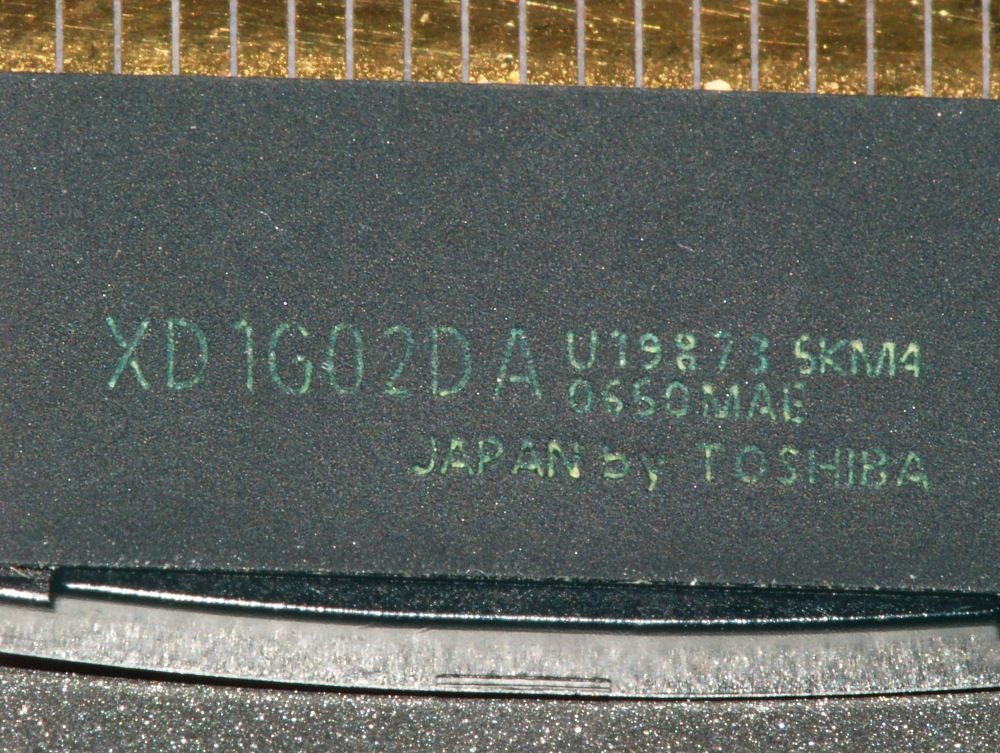 XD1G02DA U19873 5KM4
0650MAE
JAPAN by TOSHIBA